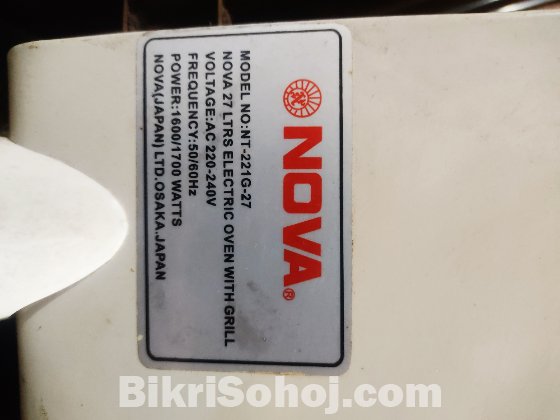 NOVA®
MODEL NO:NT-221G-27
NOVA 27 LTRS ELECTRIC OVEN WITH GRILL
VOLTAGE:AC 220-240V
FREQUENCY:50/60Hz
POWER:1600/1700 WATTS
NOVA(JAPAN) LTD.OSAKA.JAPAN
BikriSohoj.com